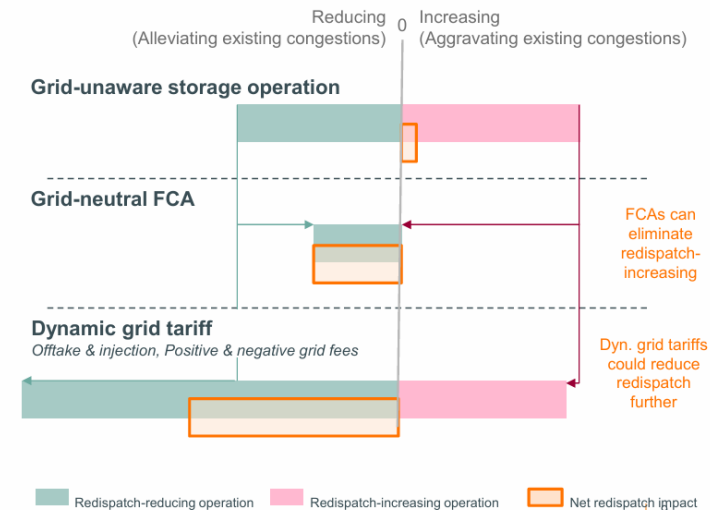 Reducing
(Alleviating existing congestions)
0
Increasing
(Aggravating existing congestions)
Grid-unaware storage operation
Grid-neutral FCA
FCAs can
eliminate
redispatch-
increasing
Dynamic grid tariff
Offtake & injection, Positive & negative grid fees
Dyn. grid tariffs
could reduce
redispatch
further
Redispatch-reducing operation
Redispatch-increasing operation
Net redispatch impact